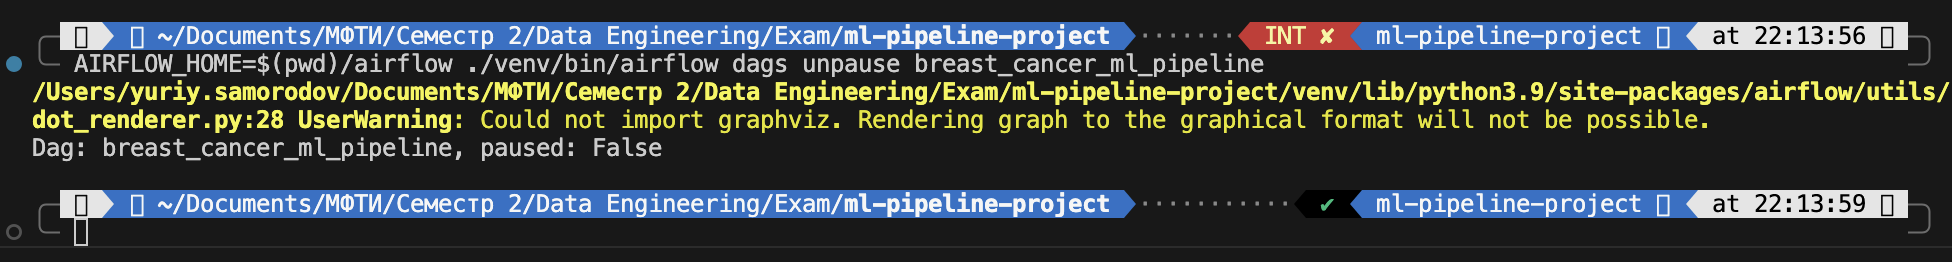 ~/Documents/МФТИ/Семестр 2/Data Engineering/Exam/ml-pipeline-project ······· INT ✘ ml-pipeline-project at 22:13:56
AIRFLOW_HOME=$(pwd)/airflow ./venv/bin/airflow dags unpause breast_cancer_ml_pipeline
/Users/yuriy.samorodov/Documents/МФТИ/Семестр 2/Data Engineering/Exam/ml-pipeline-project/venv/lib/python3.9/site-packages/airflow/utils/
dot_renderer.py:28 UserWarning: Could not import graphviz. Rendering graph to the graphical format will not be possible.
Dag: breast_cancer_ml_pipeline, paused: False
~/Documents/МФТИ/Семестр 2/Data Engineering/Exam/ml-pipeline-project ··········· ✔ ml-pipeline-project at 22:13:59